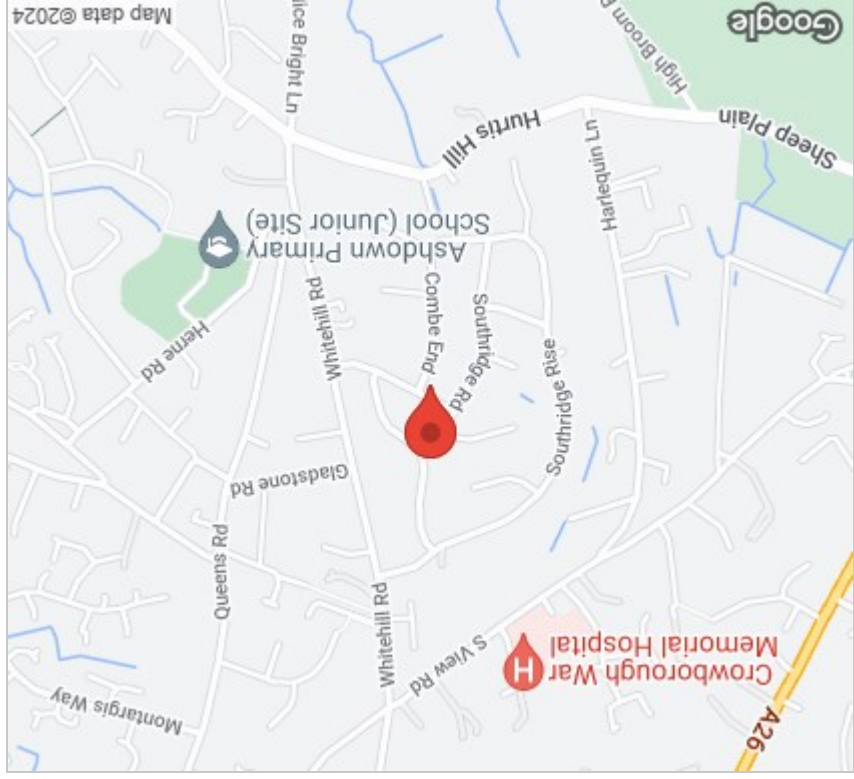 A26
Montargis Way
Crowborough War
Memorial Hospital
S View Rd
Whitehill Rd
Queens Rd
Gladstone Rd
Southridge Rise
Southridge Rd
Herne Rd
Whitehill Rd
Combe End
Ashdown Primary
School (Junior Site)
Harlequin Ln
Hurtis Hill
Sheep Plain
Bright Ln
High Broom
Google
Map data ©2024